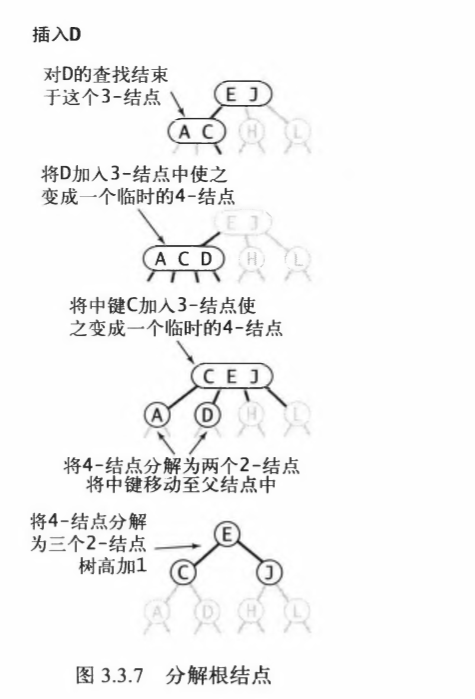 插入D
对D的查找结束
于这个3-结点
E J
A C
H
L
将D加入3-结点中使之
变成一个临时的4-结点
E J
A C D
H
L
将中键C加入3-结点使
之变成一个临时的4-结点
C E J
A
D
H
L
将4-结点分解为两个2-结点
将中键移动至父结点中
将4-结点分解
为三个2-结点
树高加1
E
C
J
A
D
H
L
图 3.3.7 分解根结点